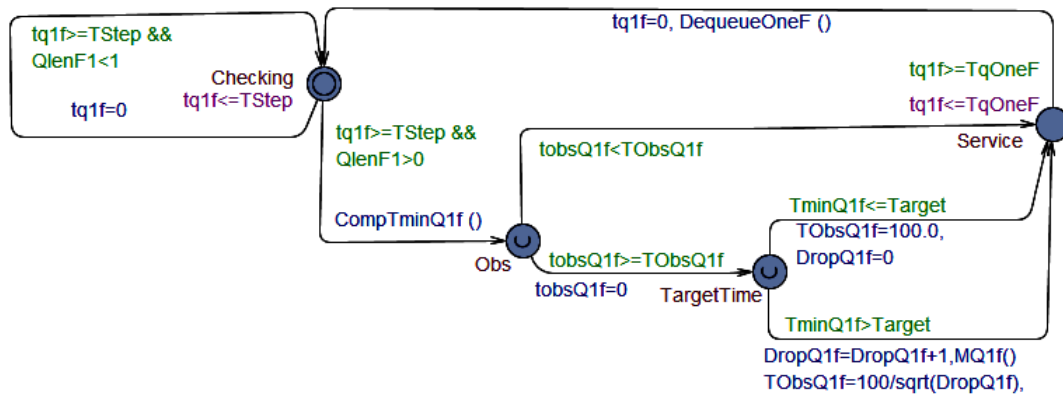 tq1f=0, DequeueOneF ()
tq1f>=TStep &&
QlenF1<1
Checking
tq1f<=TStep
tq1f=0
tq1f>=TqOneF
tq1f<=TqOneF
Service
tq1f>=TStep &&
QlenF1>0
tobsQ1f<TObsQ1f
CompTminQ1f ()
Obs
tobsQ1f>=TObsQ1f
tobsQ1f=0
TargetTime
TminQ1f<=Target
TObsQ1f=100.0,
DropQ1f=0
TminQ1f>Target
DropQ1f=DropQ1f+1,MQ1f()
TObsQ1f=100/sqrt(DropQ1f),